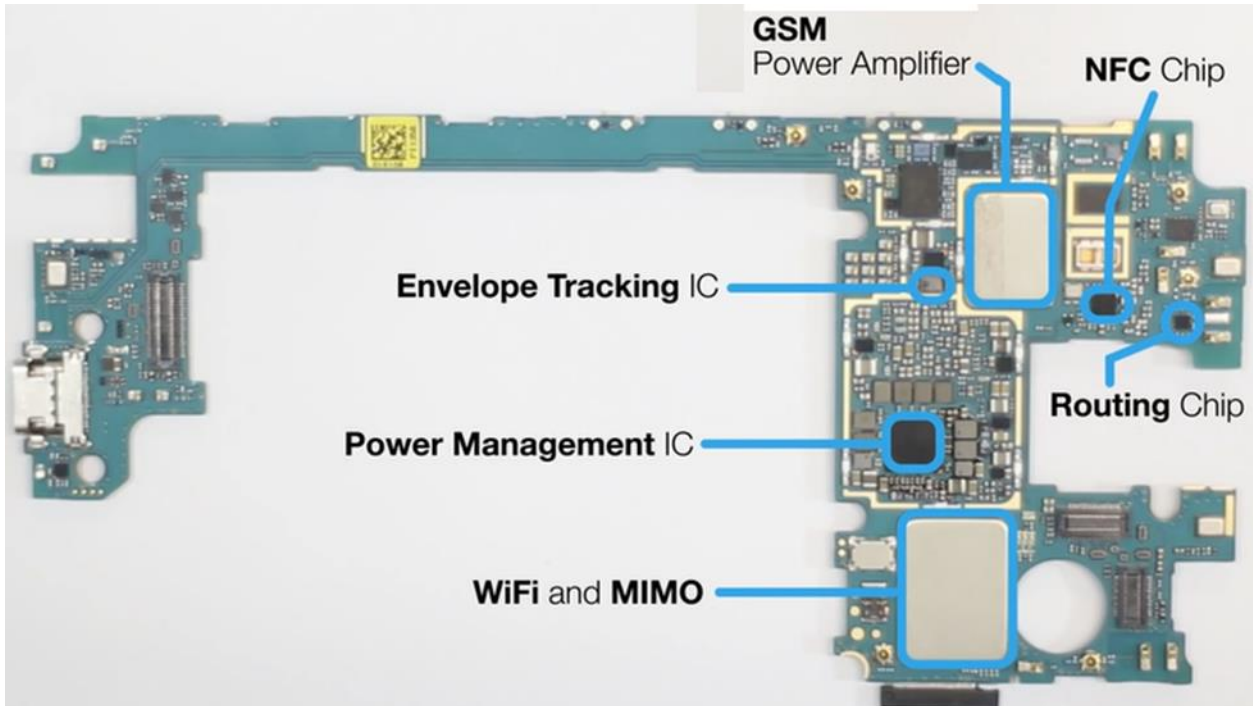 GSM
Power Amplifier
NFC Chip
Envelope Tracking IC
Routing Chip
Power Management IC
WiFi and MIMO